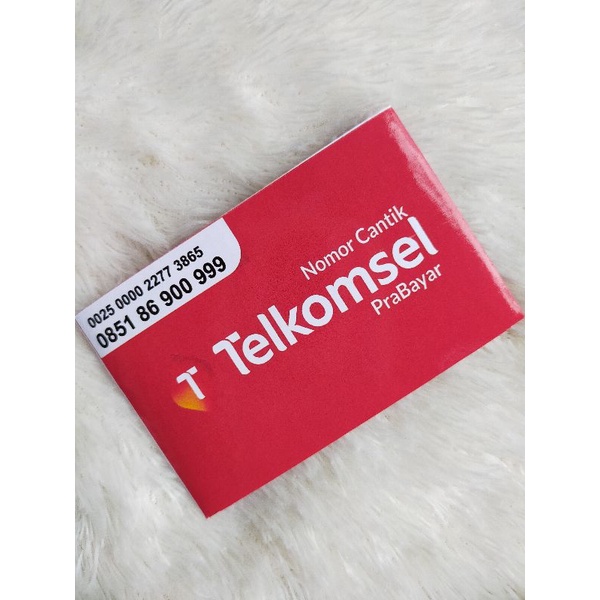 0025 0000 2277 3865
0851 86 900 999
Nomor Cantik
Telkomsel
PraBayar